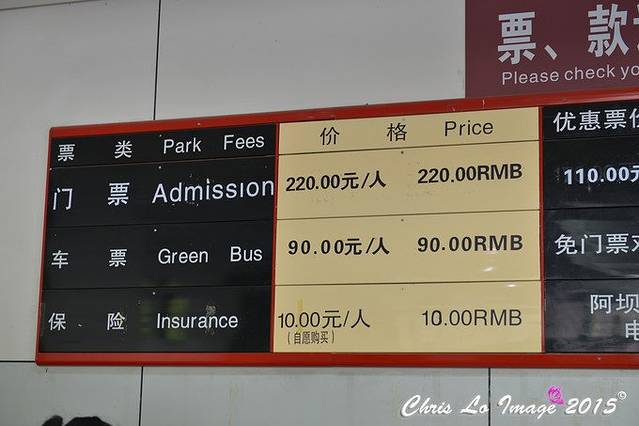 票、款
Please check yo
票 类 Park Fees 价 格 Price 优惠票价
门 票 Admission 220.00元/人 220.00RMB 110.00元
车 票 Green Bus 90.00元/人 90.00RMB 免门票
保 险 Insurance 10.00元/人 10.00RMB 阿坝
(自愿购买)
Chris Lo Image 2015©